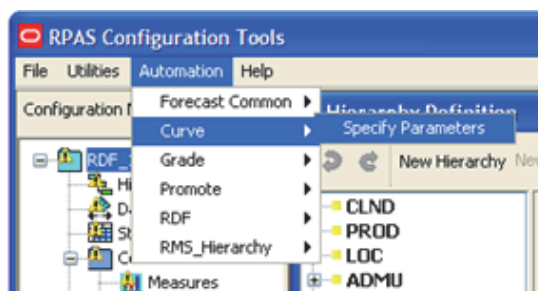 RPAS Configuration Tools
File Utilities Automation Help
Configuration
Forecast Common
Hierarchy Definition
Curve
Specify Parameters
RDF_
Grade
New Hierarchy
Promote
CLND
RDF
PROD
RMS_Hierarchy
LOC
Measures
ADMU